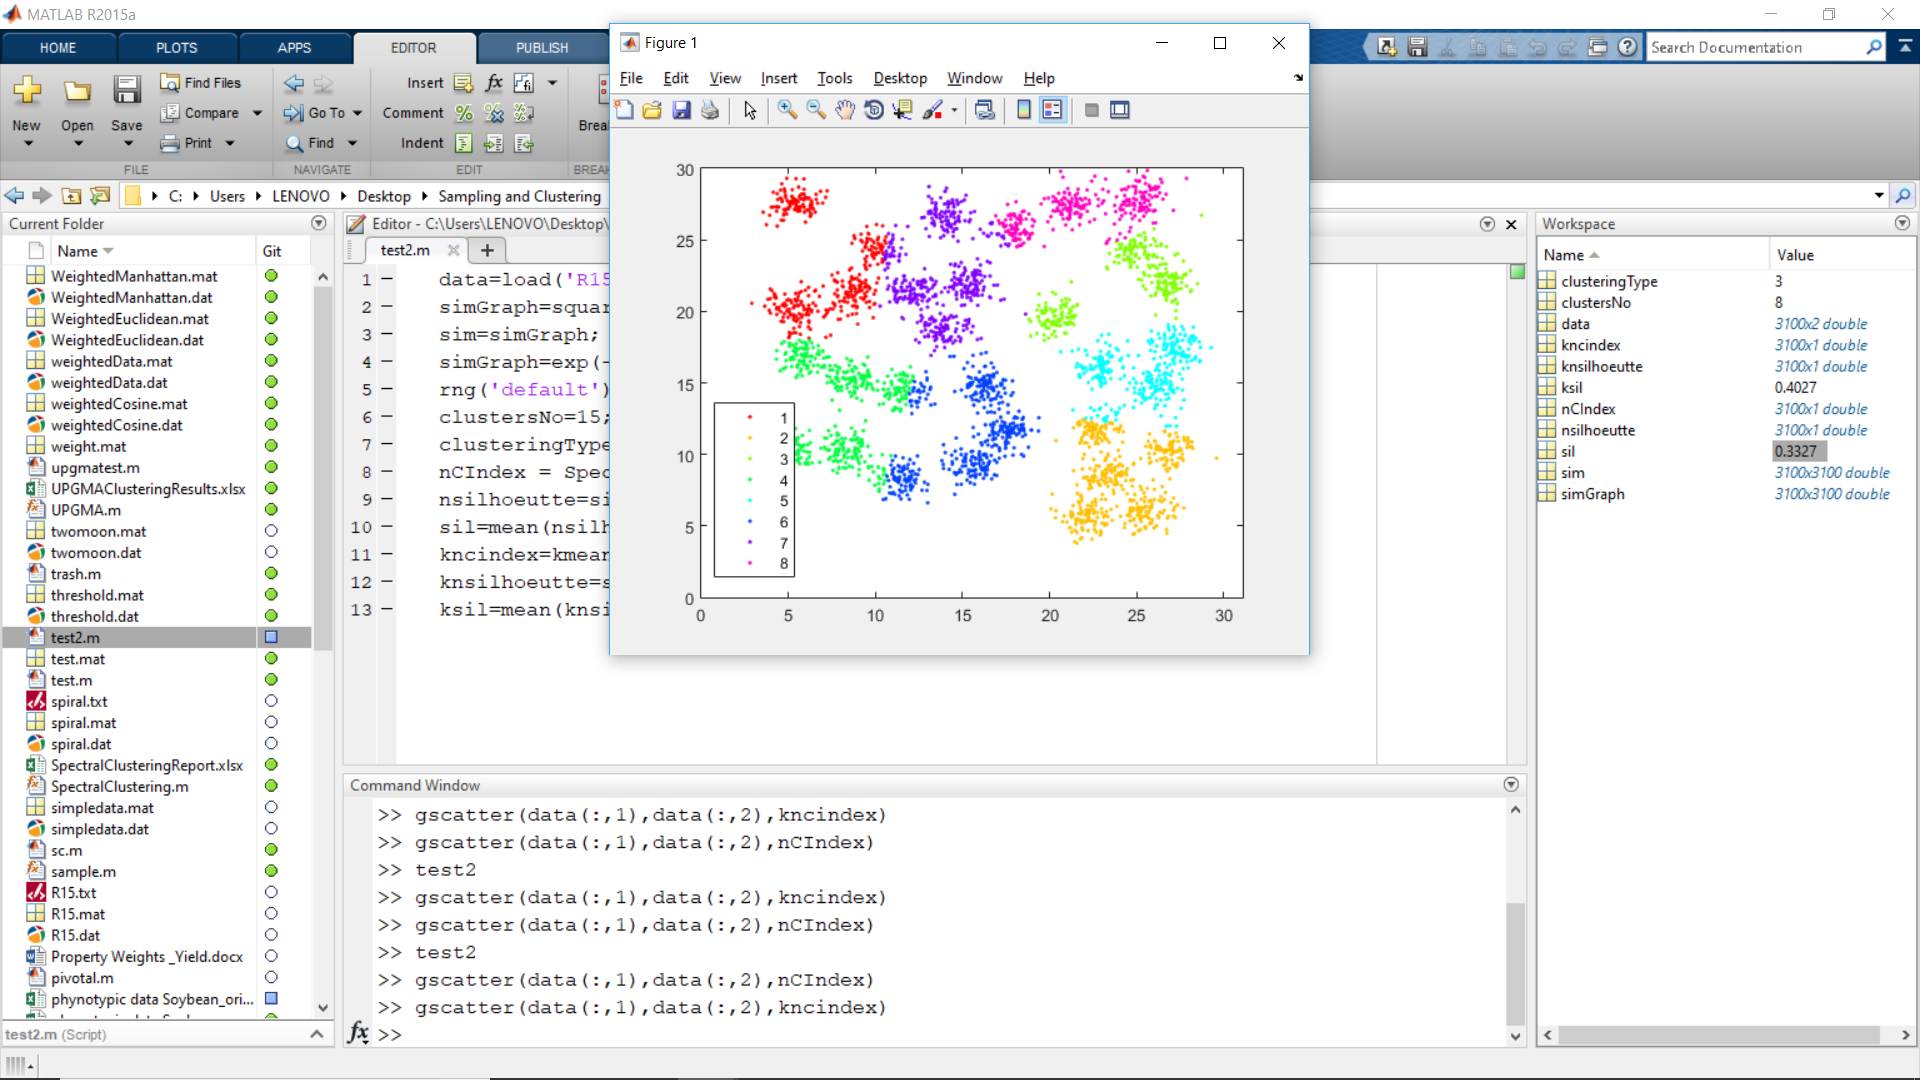 MATLAB R2015a
HOME PLOTS APPS EDITOR PUBLISH
Search Documentation
New Open Save
Find Files
Compare
Print
Go To
Find
Insert
Comment
Indent
FILE NAVIGATE EDIT
C: Users LENOVO Desktop Sampling and Clustering
Current Folder
Name Git
WeightedManhattan.mat
WeightedManhattan.dat
WeightedEuclidean.mat
WeightedEuclidean.dat
weightedData.mat
weightedData.dat
weightedCosine.mat
weightedCosine.dat
weight.mat
upgmatest.m
UPGMAClusteringResults.xlsx
UPGMA.m
twomoon.mat
twomoon.dat
trash.m
threshold.mat
threshold.dat
test2.m
test.mat
test.m
spiral.txt
spiral.mat
spiral.dat
SpectralClusteringReport.xlsx
SpectralClustering.m
simpledata.mat
simpledata.dat
sc.m
sample.m
R15.txt
R15.mat
R15.dat
Property Weights _Yield.docx
pivotal.m
phynotypic data Soybean_ori...
test2.m (Script)
Editor - C:\Users\LENOVO\Desktop\
test2.m
1 data=load('R15
2 simGraph=squar
3 sim=simGraph;
4 simGraph=exp(-
5 rng('default')
6 clustersNo=15;
7 clusteringType
8 nCIndex = Spec
9 nsilhoeutte=si
10 sil=mean(nsilh
11 kncindex=kmean
12 knsilhoeutte=s
13 ksil=mean(knsi
Figure 1
File Edit View Insert Tools Desktop Window Help
30
25
20
15
10
5
0
0 5 10 15 20 25 30
1
2
3
4
5
6
7
8
Command Window
>> gscatter(data(:,1),data(:,2),kncindex)
>> gscatter(data(:,1),data(:,2),nCIndex)
>> test2
>> gscatter(data(:,1),data(:,2),kncindex)
>> gscatter(data(:,1),data(:,2),nCIndex)
>> test2
>> gscatter(data(:,1),data(:,2),nCIndex)
>> gscatter(data(:,1),data(:,2),kncindex)
fx >>
Workspace
Name Value
clusteringType 3
clustersNo 8
data 3100x2 double
kncindex 3100x1 double
knsilhoeutte 3100x1 double
ksil 0.4027
nCIndex 3100x1 double
nsilhoeutte 3100x1 double
sil 0.3327
sim 3100x3100 double
simGraph 3100x3100 double